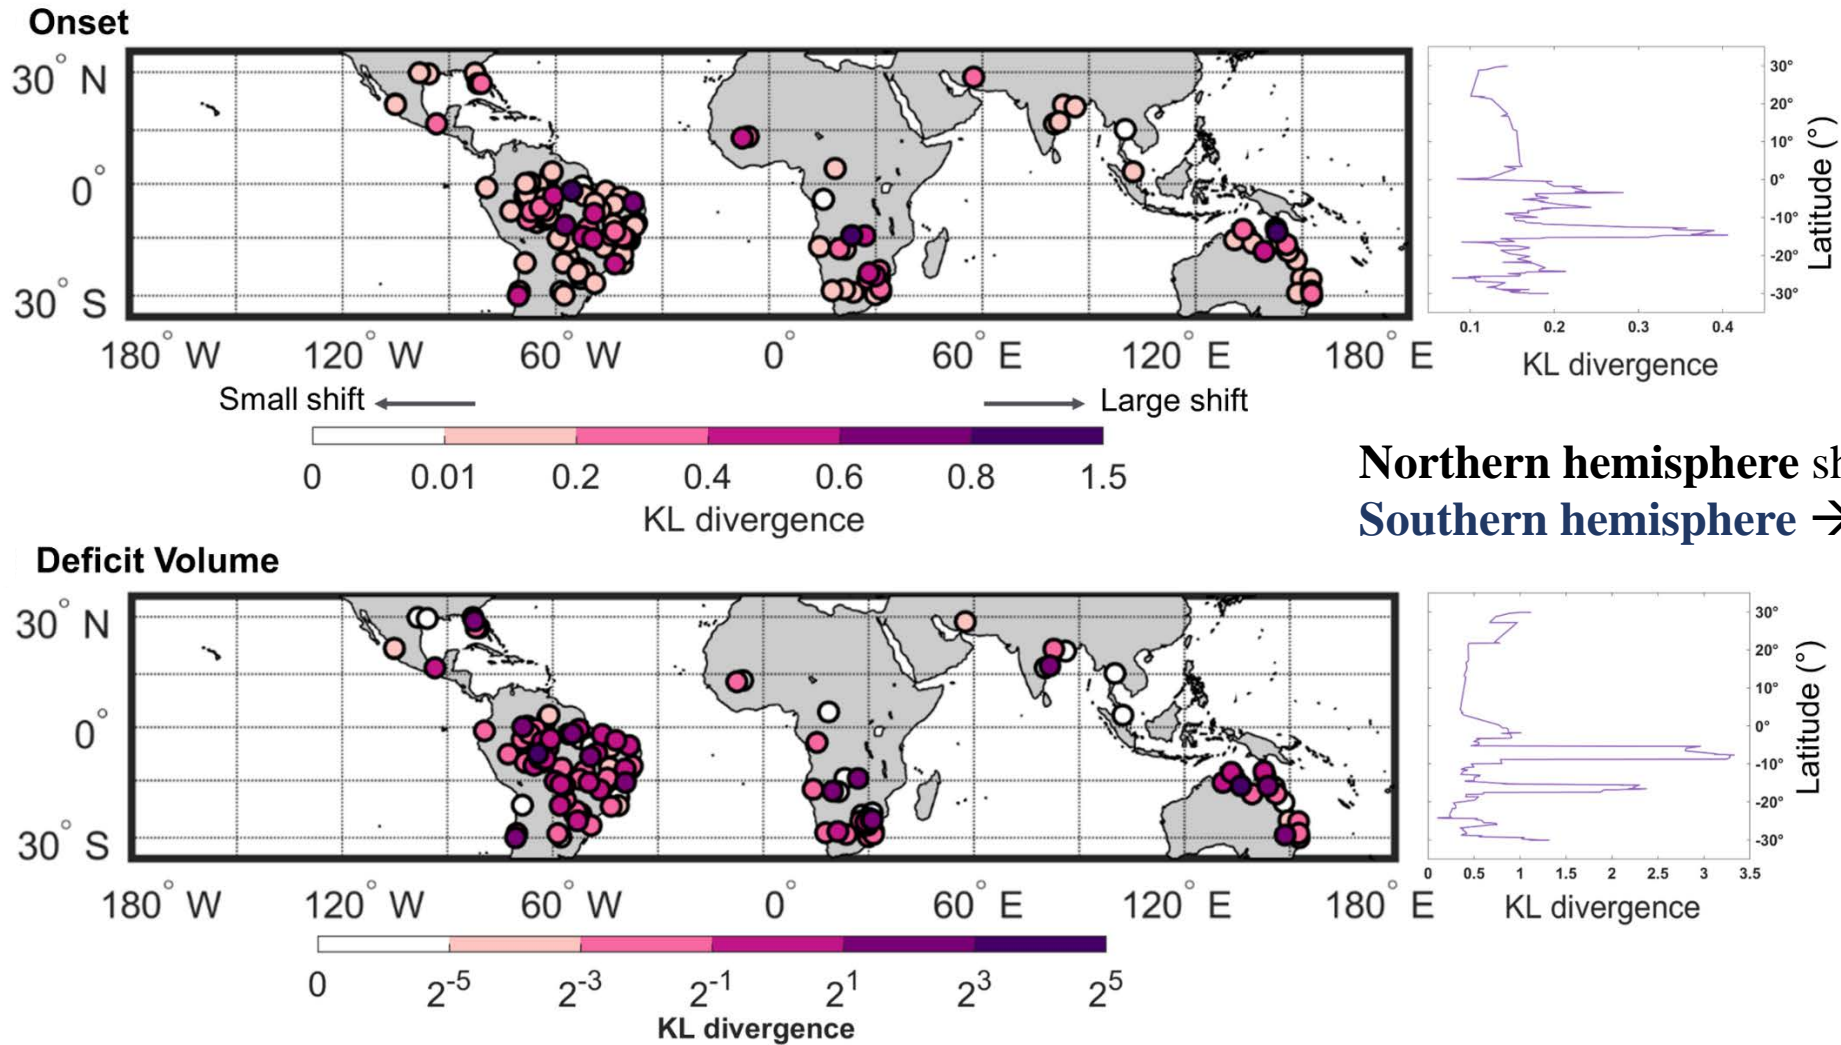 Onset
30° N
0°
30° S
180° W 120° W 60° W 0° 60° E 120° E 180° E
30°
20°
10°
0°
-10°
-20°
-30°
Latitude (°)
0.1 0.2 0.3 0.4
KL divergence
Small shift
Large shift
0 0.01 0.2 0.4 0.6 0.8 1.5
KL divergence
Northern hemisphere
Southern hemisphere →
Deficit Volume
30° N
0°
30° S
180° W 120° W 60° W 0° 60° E 120° E 180° E
30°
20°
10°
0°
-10°
-20°
-30°
Latitude (°)
0 0.5 1 1.5 2 2.5 3 3.5
KL divergence
0 2⁻⁵ 2⁻³ 2⁻¹ 2¹ 2³ 2⁵
KL divergence